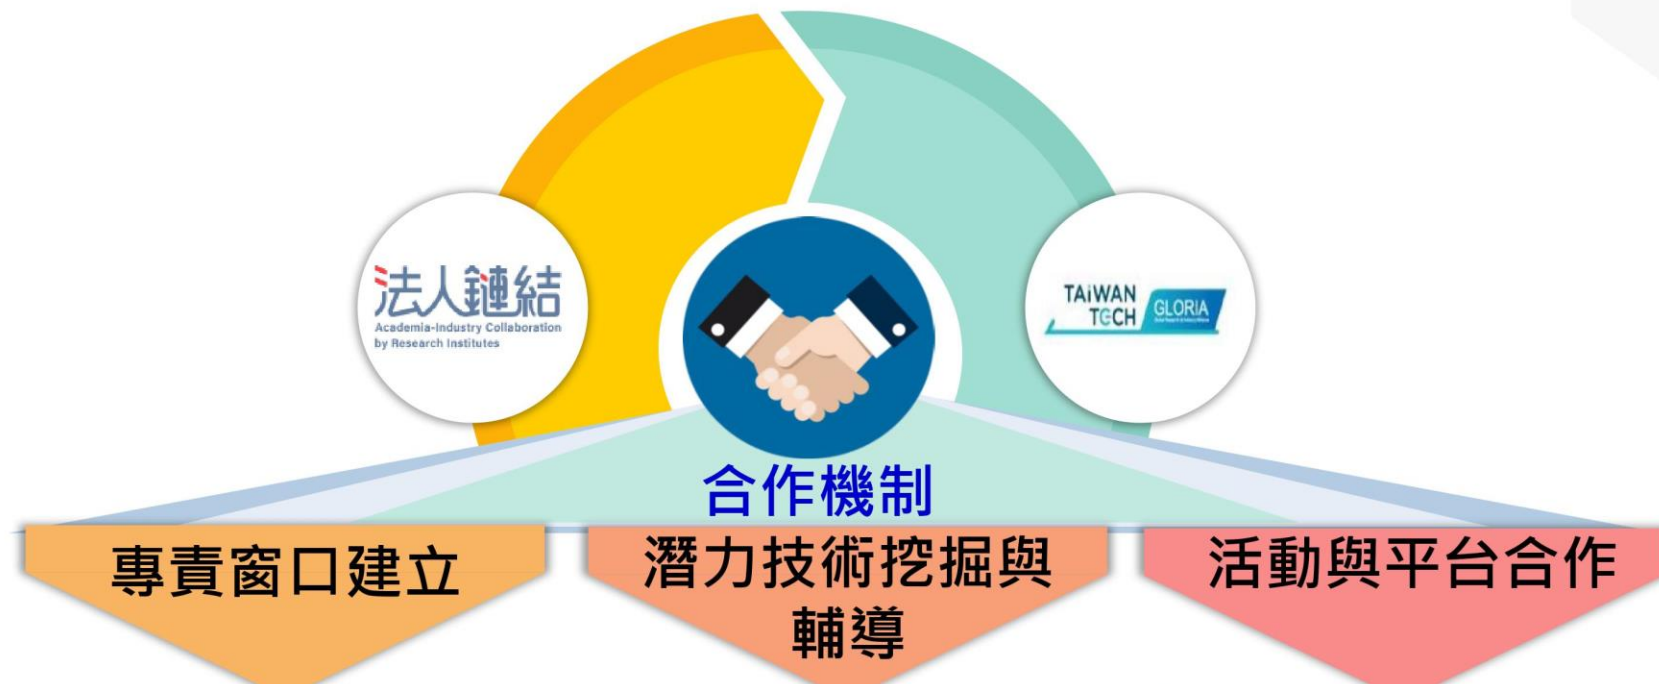 法人鏈結
Academia-Industry Collaboration
by Research Institutes
TAIWAN
TECH
GLORIA
合作機制
專責窗口建立
潛力技術挖掘與
輔導
活動與平台合作